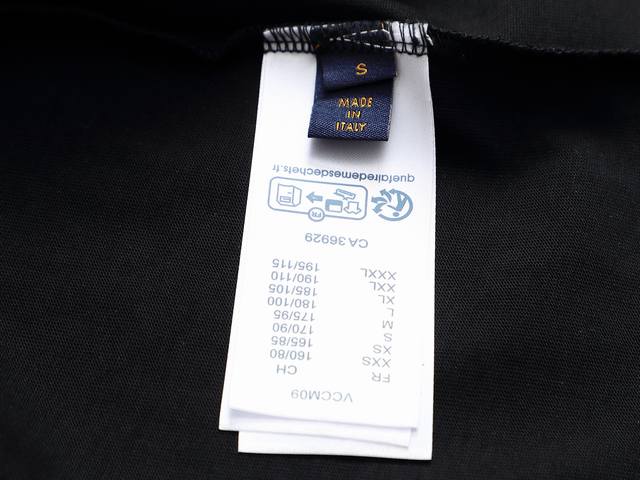 S
MADE
IN
ITALY
VCCM09
FR CH
XXS 160/80
XS 165/85
S 170/90
M 175/95
L 180/100
XL 185/105
XXL 190/110
XXXL 195/115
CA 36929
FR
quefairedemesdechets.fr